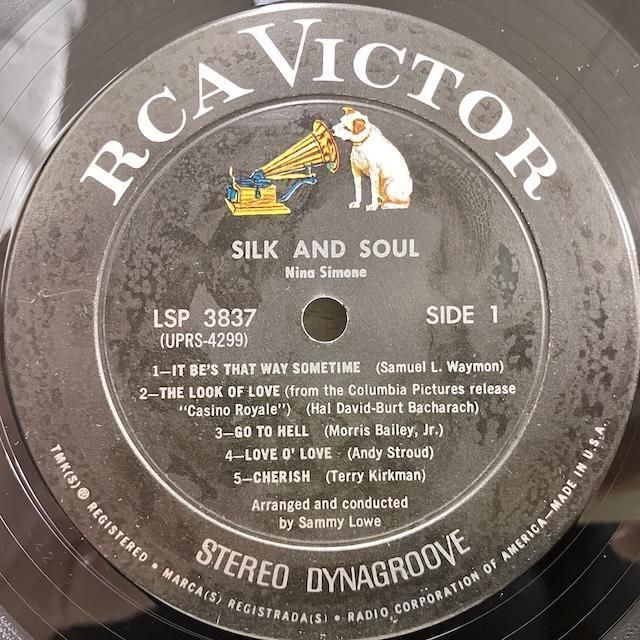 RCA VICTOR
SILK AND SOUL
Nina Simone
LSP 3837
(UPRS-4299)
SIDE 1
1—IT BE'S THAT WAY SOMETIME (Samuel L. Waymon)
2—THE LOOK OF LOVE (from the Columbia Pictures release
"Casino Royale") (Hal David-Burt Bacharach)
3—GO TO HELL (Morris Bailey, Jr.)
4—LOVE O' LOVE (Andy Stroud)
5—CHERISH (Terry Kirkman)
Arranged and conducted
by Sammy Lowe
STEREO DYNAGROOVE
TMK(S) ® REGISTERED • MARCA(S) REGISTRADA(S) • RADIO CORPORATION OF AMERICA—MADE IN U.S.A.